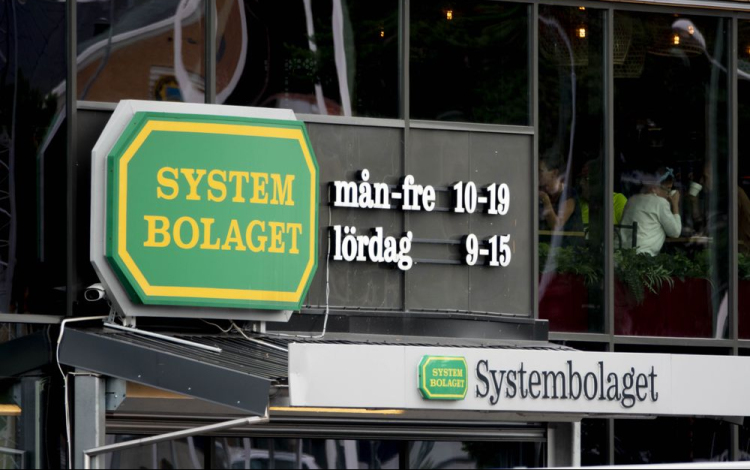 SYSTEM
BOLAGET
mån-fre 10-19
lördag 9-15
SYSTEM
BOLAGET
Systembolaget